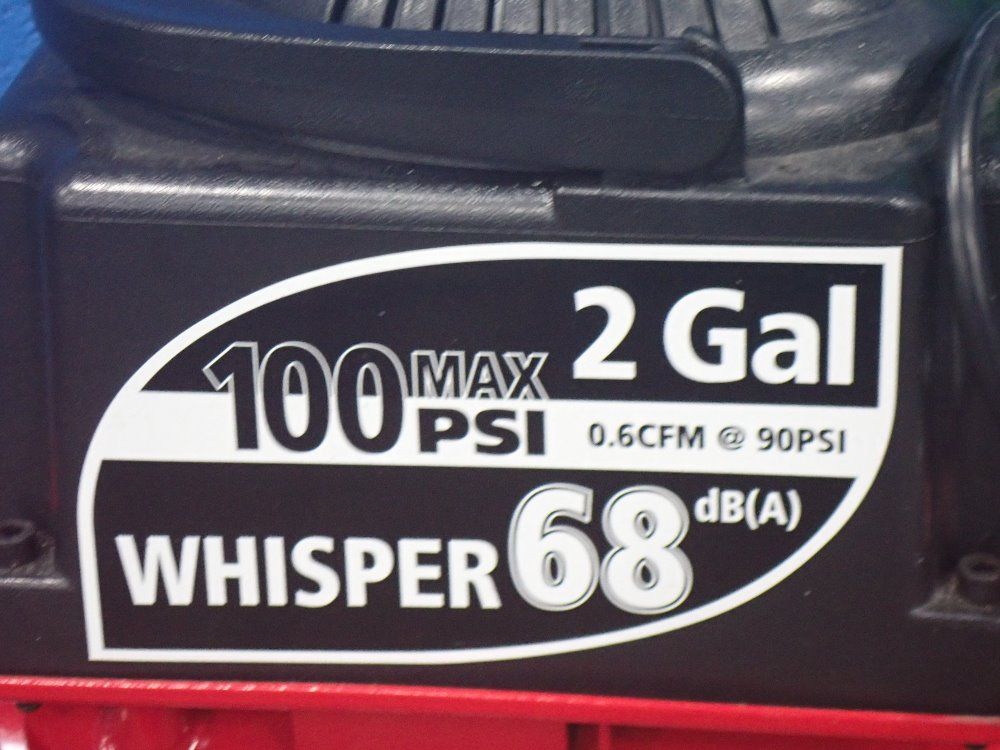 2 Gal
100 MAX PSI
0.6CFM @ 90PSI
WHISPER 68 dB(A)